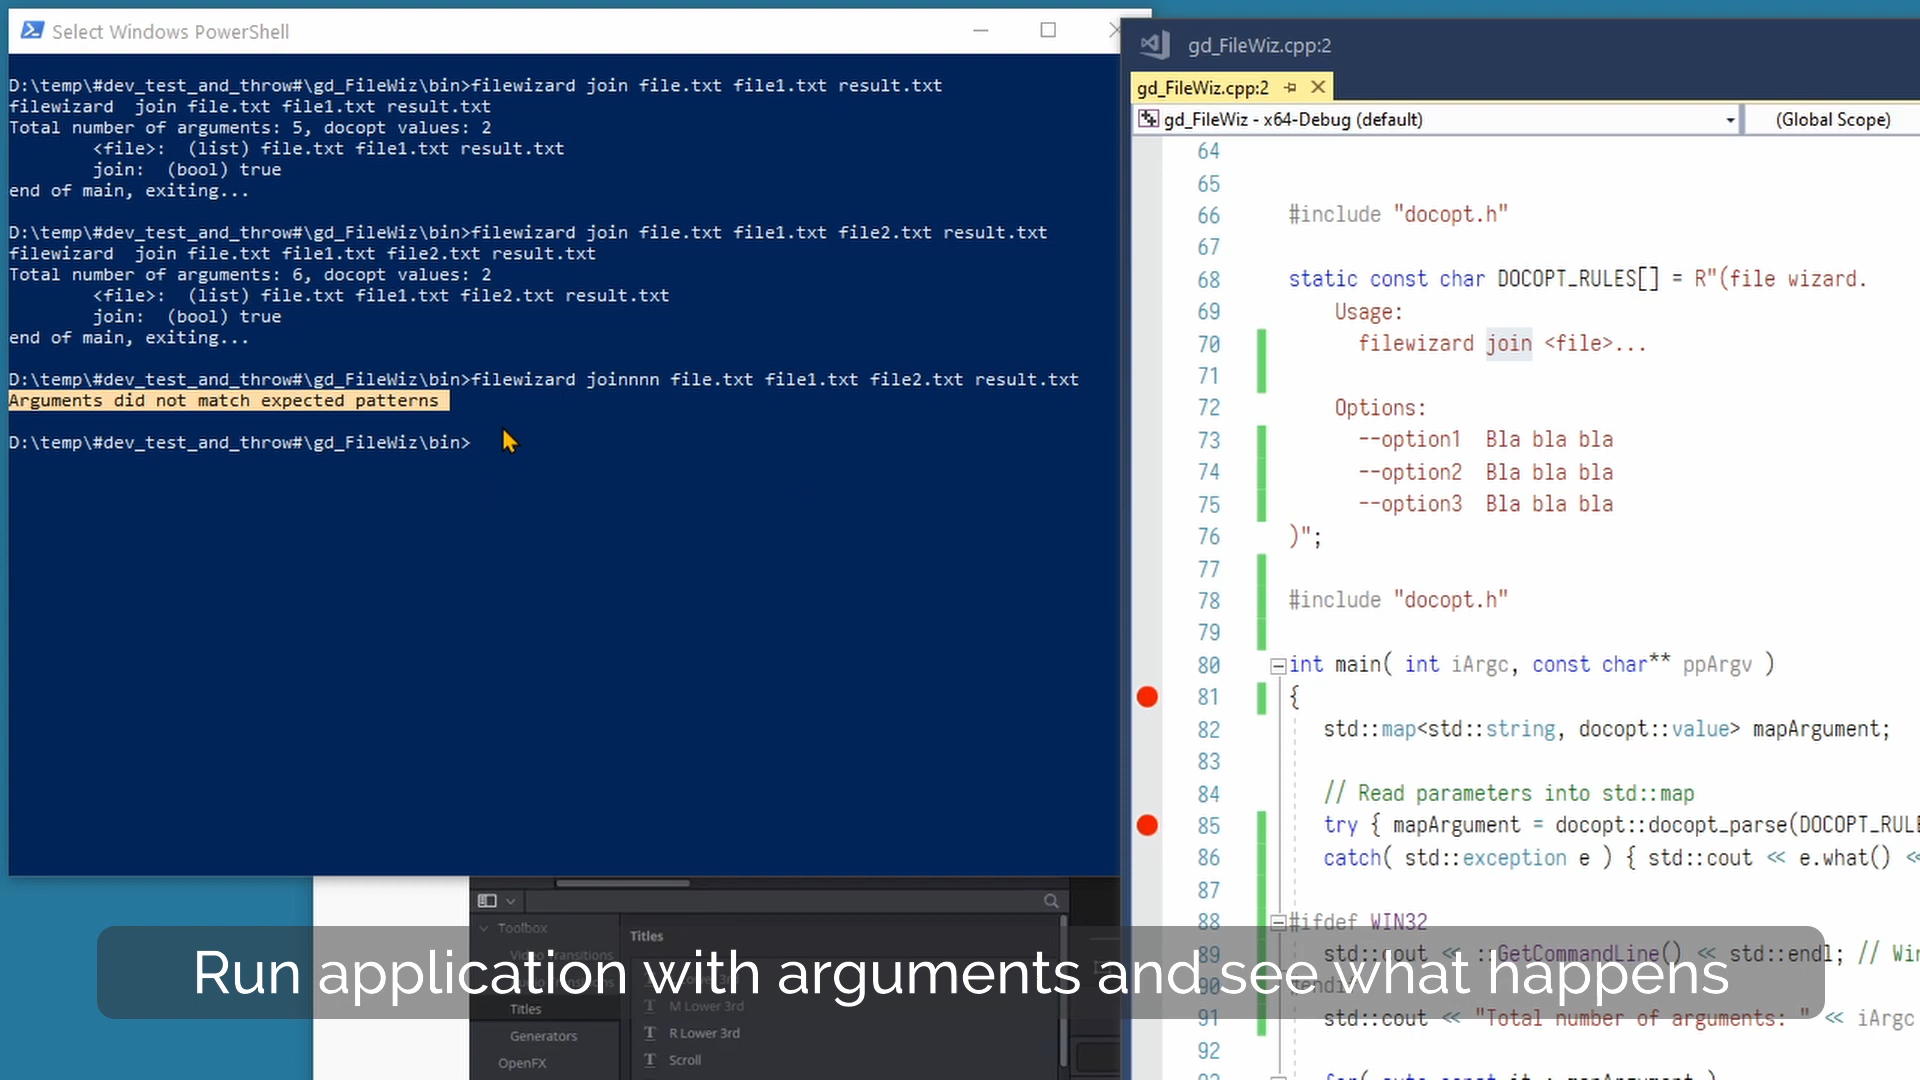 Select Windows PowerShell
D:\temp\#dev_test_and_throw#\gd_FileWiz\bin>filewizard join file.txt file1.txt result.txt
filewizard  join file.txt file1.txt result.txt
Total number of arguments: 5, docopt values: 2
        <file>:  (list) file.txt file1.txt result.txt
        join:  (bool) true
end of main, exiting...
D:\temp\#dev_test_and_throw#\gd_FileWiz\bin>filewizard join file.txt file1.txt file2.txt result.txt
filewizard  join file.txt file1.txt file2.txt result.txt
Total number of arguments: 6, docopt values: 2
        <file>:  (list) file.txt file1.txt file2.txt result.txt
        join:  (bool) true
end of main, exiting...
D:\temp\#dev_test_and_throw#\gd_FileWiz\bin>filewizard joinnnn file.txt file1.txt file2.txt result.txt
Arguments did not match expected patterns
D:\temp\#dev_test_and_throw#\gd_FileWiz\bin>
gd_FileWiz.cpp:2
gd_FileWiz.cpp:2
gd_FileWiz - x64-Debug (default) (Global Scope)
64
65
66 #include "docopt.h"
67
68 static const char DOCOPT_RULES[] = R"(file wizard.
69 Usage:
70 filewizard join <file>...
71
72 Options:
73 --option1  Bla bla bla
74 --option2  Bla bla bla
75 --option3  Bla bla bla
76 )";
77
78 #include "docopt.h"
79
80 int main( int iArgc, const char** ppArgv )
81 {
82 std::map<std::string, docopt::value> mapArgument;
83
84 // Read parameters into std::map
85 try { mapArgument = docopt::docopt_parse(DOCOPT_RULE
86 catch( std::exception e ) { std::cout << e.what() <<
87
88 #ifdef WIN32
89 std::cout << ::GetCommandLine() << std::endl; // Win
90
91 std::cout << "Total number of arguments: " << iArgc
92
Toolbox
Titles
Run application with arguments and see what happens
Titles
M Lower 3rd
R Lower 3rd
Generators
Scroll
OpenFX